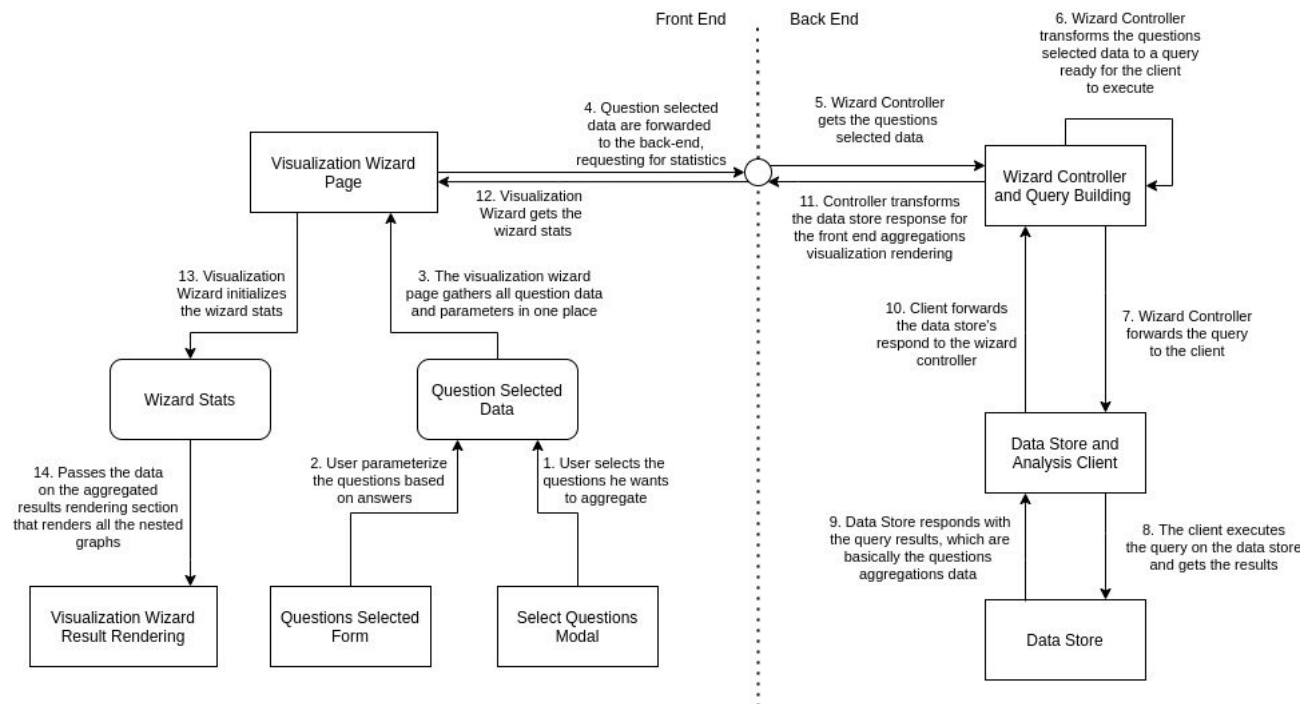 Front End
Back End
6. Wizard Controller
transforms the questions
selected data to a query
ready for the client
to execute
4. Question selected
data are forwarded
to the back-end,
requesting for statistics
5. Wizard Controller
gets the questions
selected data
Visualization Wizard
Page
Wizard Controller
and Query Building
12. Visualization
Wizard gets the
wizard stats
11. Controller transforms
the data store response for
the front end aggregations
visualization rendering
13. Visualization
Wizard initializes
the wizard stats
3. The visualization wizard
page gathers all question data
and parameters in one place
10. Client forwards
the data store's
respond to the wizard
controller
7. Wizard Controller
forwards the query
to the client
Wizard Stats
Question Selected
Data
Data Store and
Analysis Client
14. Passes the data
on the aggregated
results rendering section
that renders all the nested
graphs
2. User parameterize
the questions based
on answers
1. User selects the
questions he wants
to aggregate
9. Data Store responds with
the query results, which are
basically the questions
aggregations data
8. The client executes
the query on the data store
and gets the results
Visualization Wizard
Result Rendering
Questions Selected
Form
Select Questions
Modal
Data Store